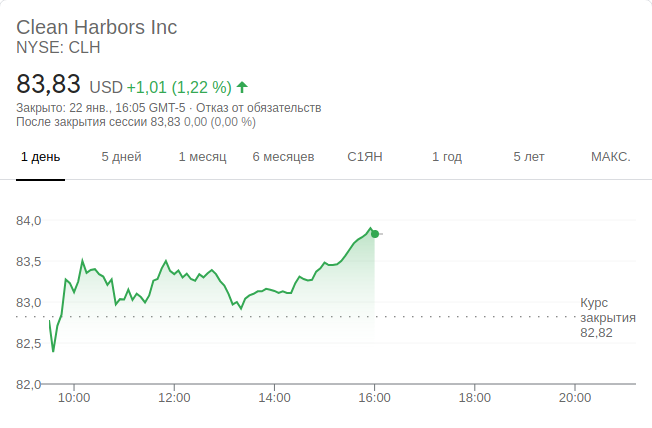 Clean Harbors Inc
NYSE: CLH
83,83 USD +1,01 (1,22 %)
Закрыто: 22 янв., 16:05 GMT-5 · Отказ от обязательств
После закрытия сессии 83,83 0,00 (0,00 %)
1 день 5 дней 1 месяц 6 месяцев С1ЯН 1 год 5 лет МАКС.
84,0
83,5
83,0
82,5
82,0
Курс
закрытия
82,82
10:00 12:00 14:00 16:00 18:00 20:00